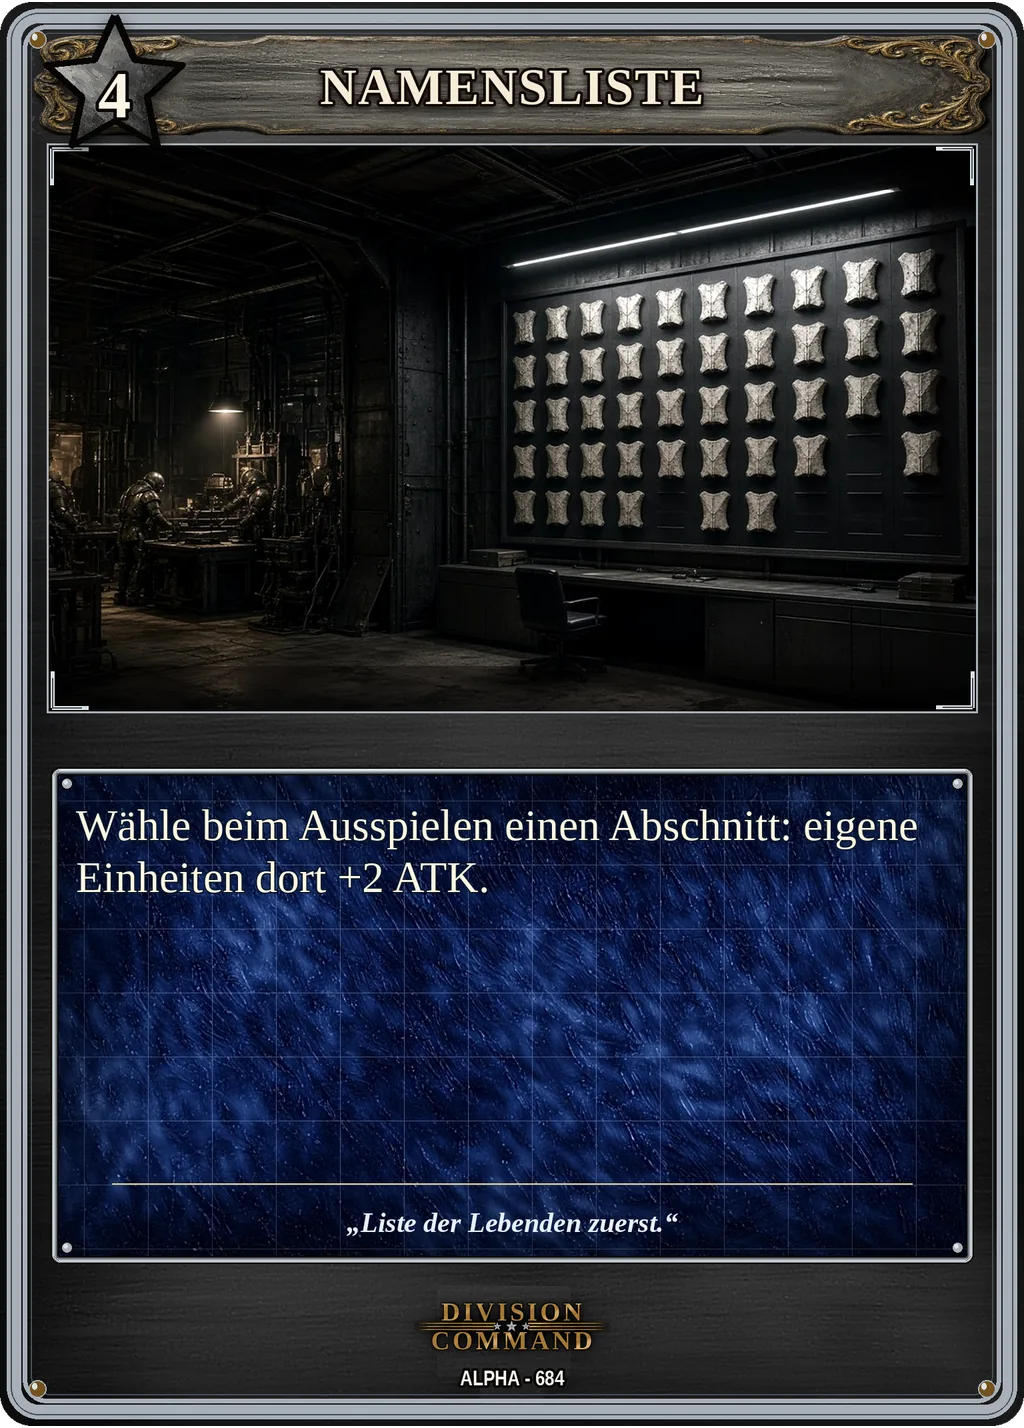 4
NAMENSLISTE
Wähle beim Ausspielen einen Abschnitt: eigene
Einheiten dort +2 ATK.
„Liste der Lebenden zuerst.“
DIVISION
COMMAND
ALPHA - 684